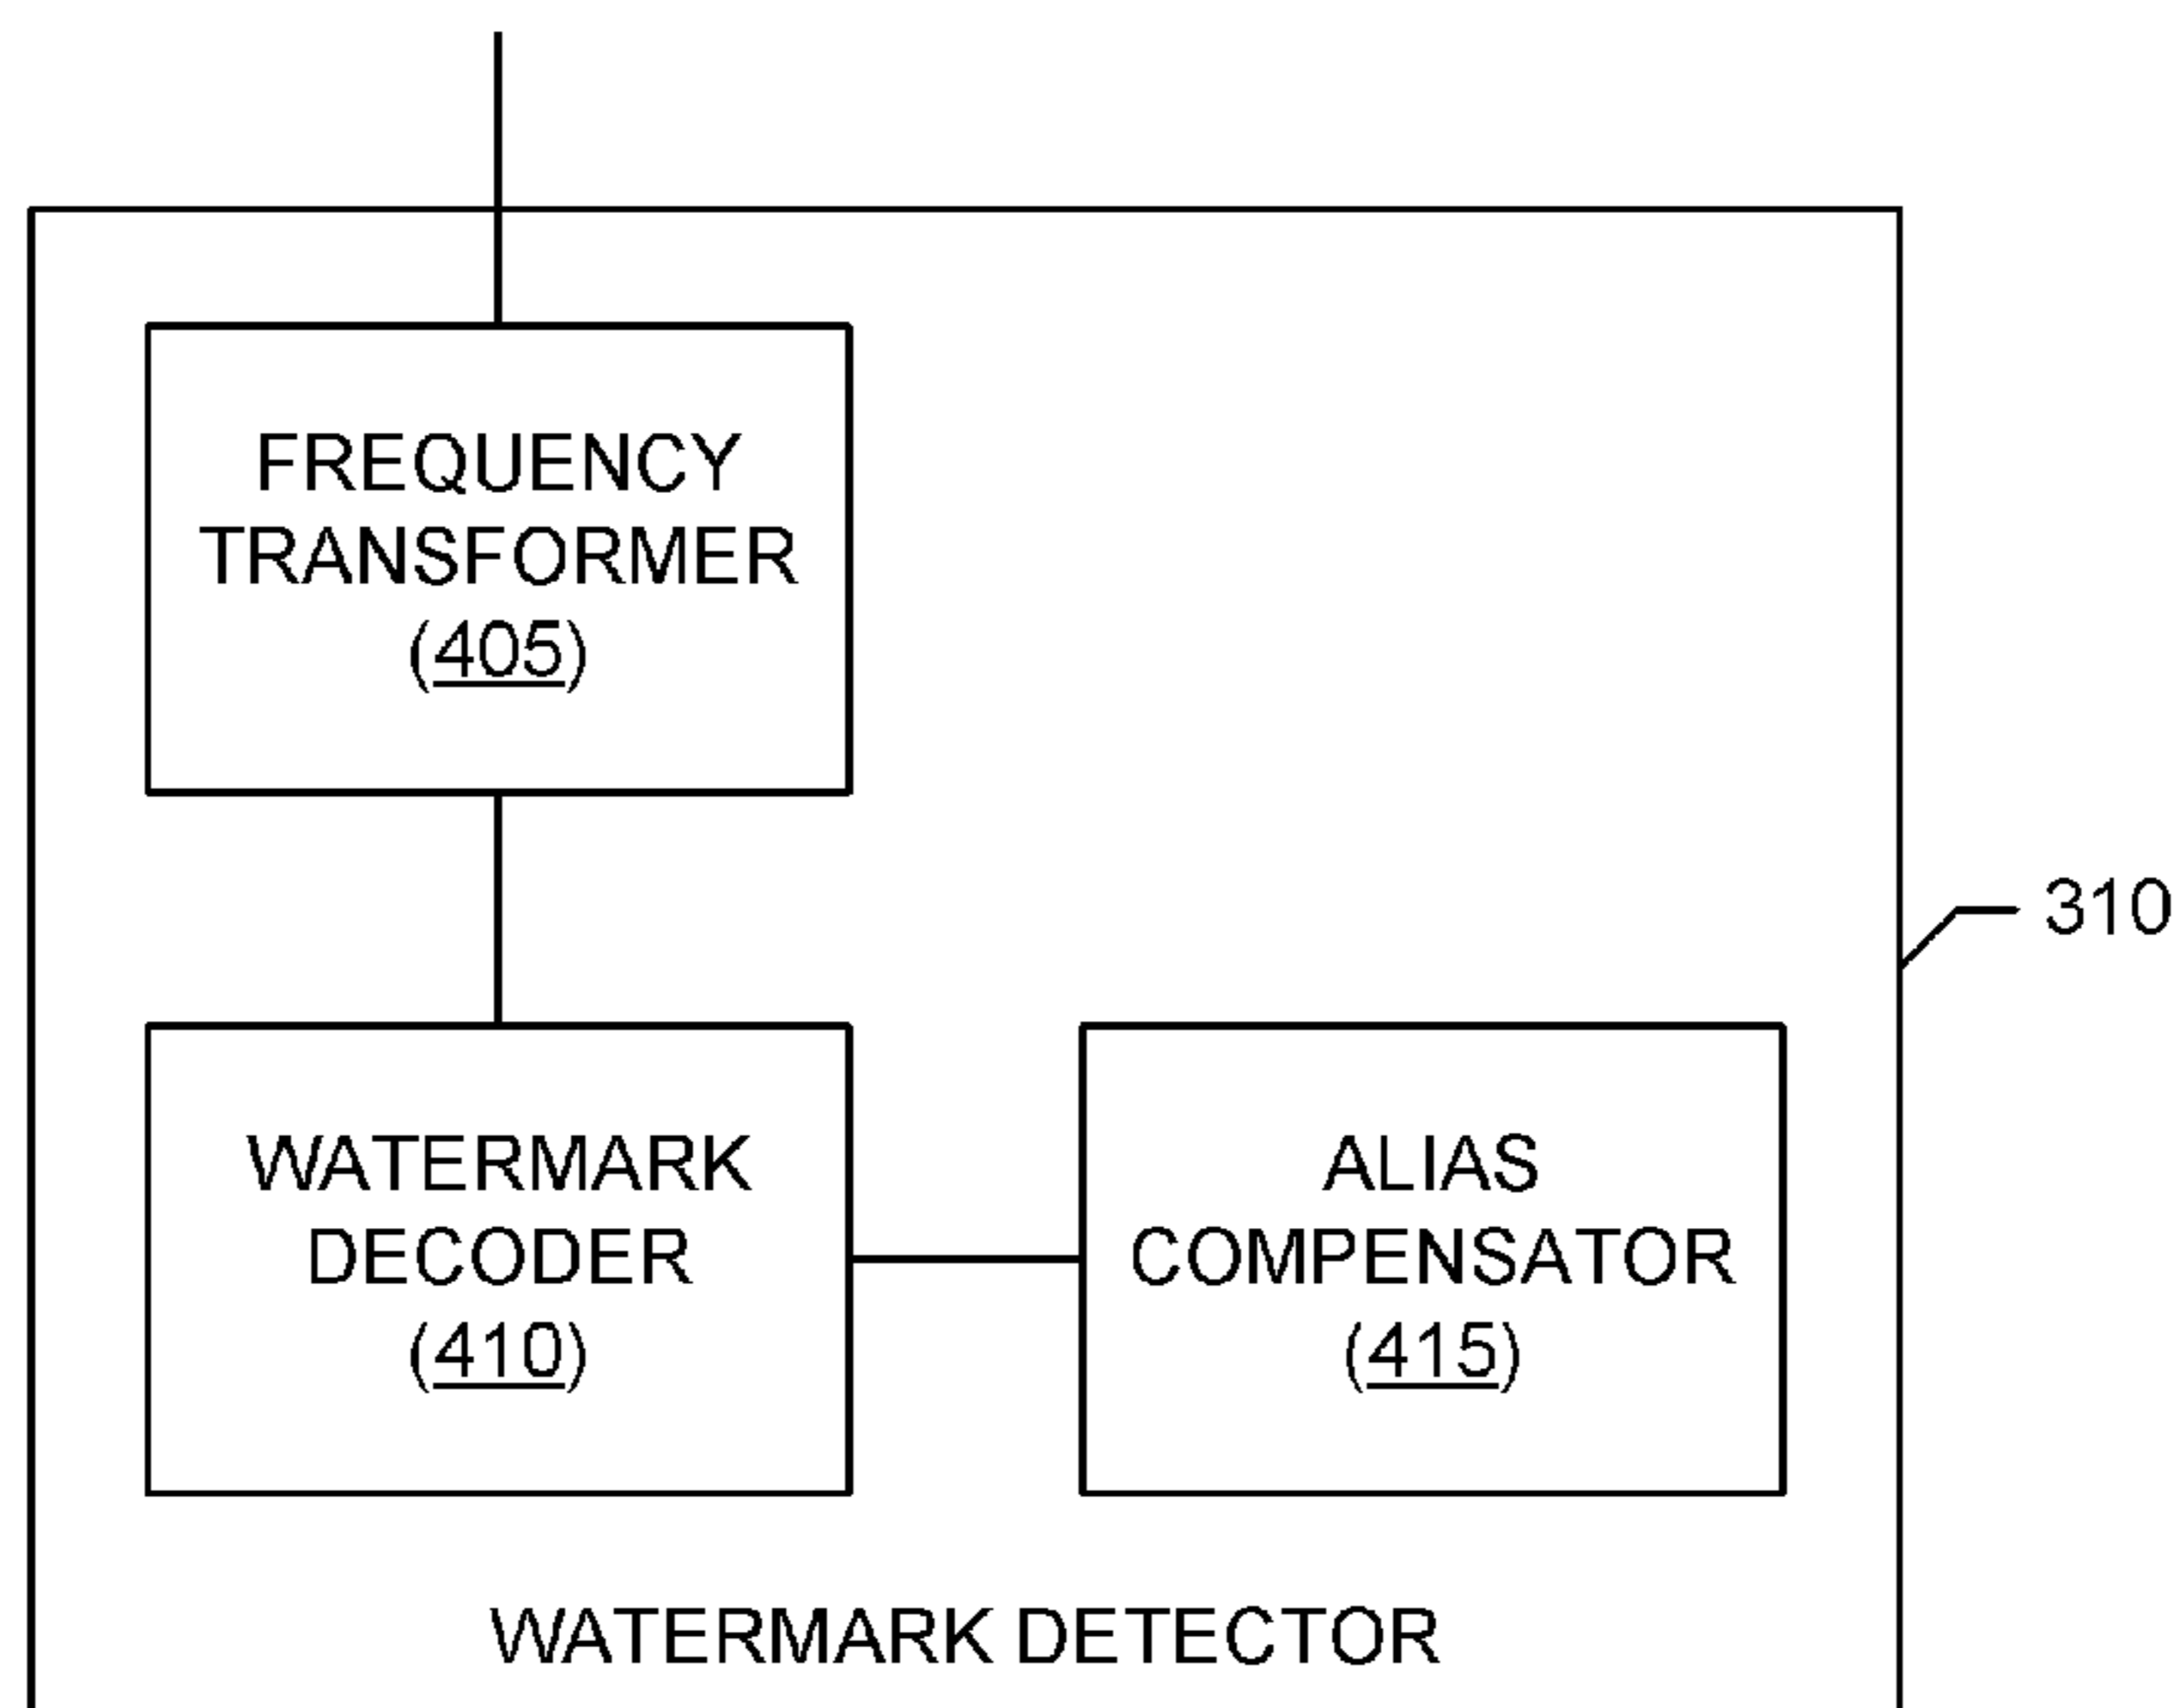 FREQUENCY
TRANSFORMER
(405)
310
WATERMARK
DECODER
(410)
ALIAS
COMPENSATOR
(415)
WATERMARK DETECTOR